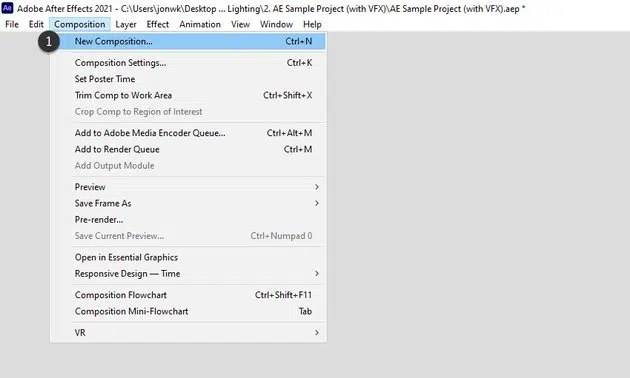 Ae Adobe After Effects 2021 - C:\Users\jonwk\Desktop ... Lighting\2. AE Sample Project (with VFX)\AE Sample Project (with VFX).aep *
File Edit Composition Layer Effect Animation View Window Help
1 New Composition... Ctrl+N
Composition Settings... Ctrl+K
Set Poster Time
Trim Comp to Work Area Ctrl+Shift+X
Crop Comp to Region of Interest
Add to Adobe Media Encoder Queue... Ctrl+Alt+M
Add to Render Queue Ctrl+M
Add Output Module
Preview
Save Frame As
Pre-render...
Save Current Preview... Ctrl+Numpad 0
Open in Essential Graphics
Responsive Design — Time
Composition Flowchart Ctrl+Shift+F11
Composition Mini-Flowchart Tab
VR